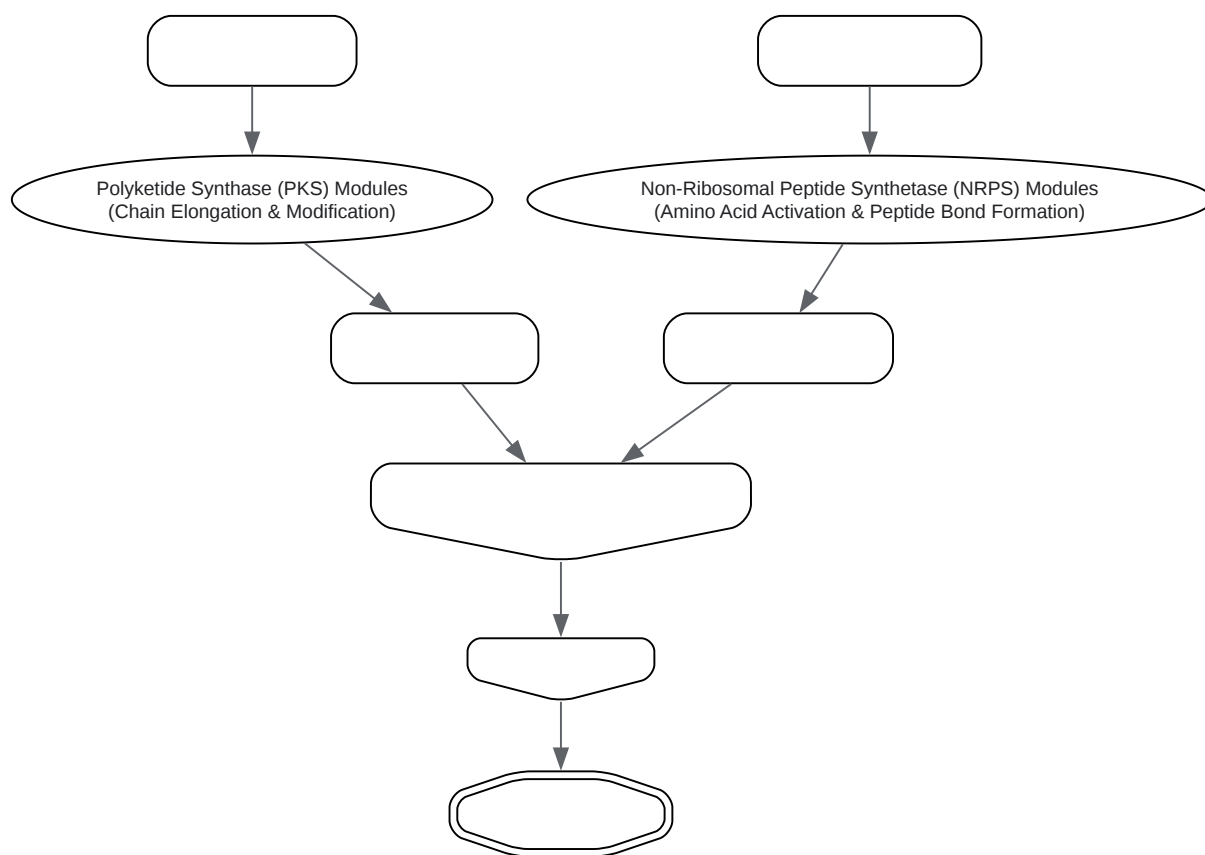 Polyketide Synthase (PKS) Modules
(Chain Elongation & Modification)
Non-Ribosomal Peptide Synthetase (NRPS) Modules
(Amino Acid Activation & Peptide Bond Formation)